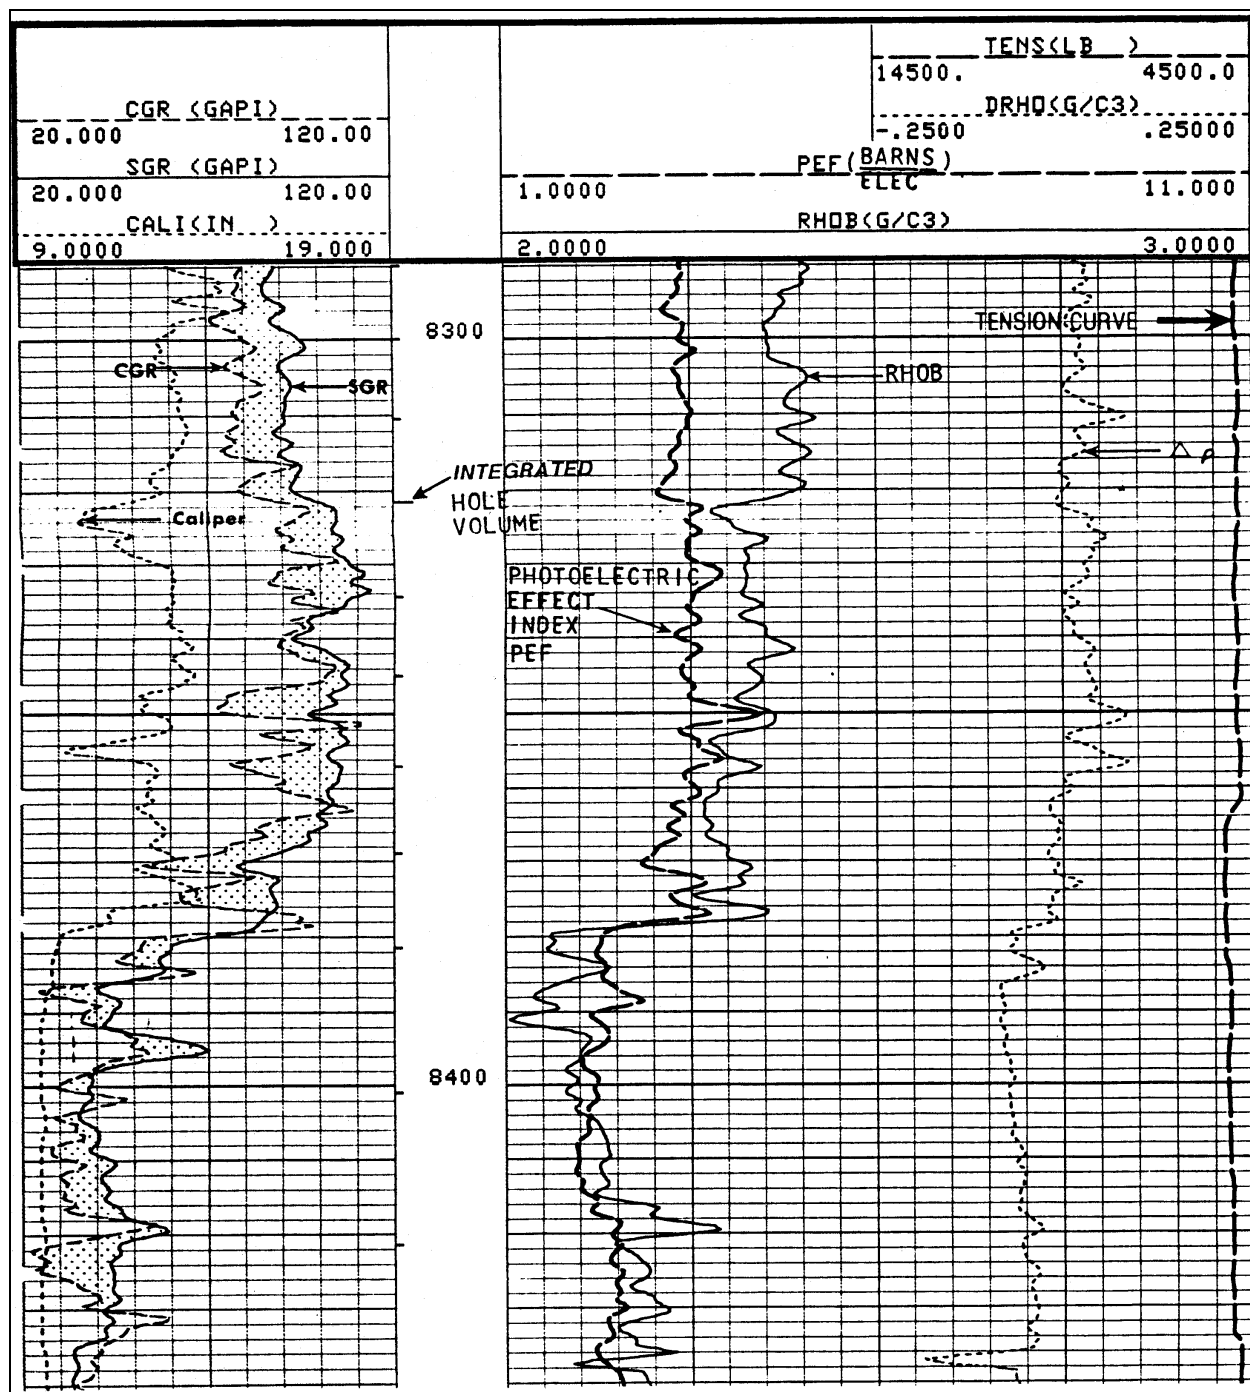 TENS(LB )
14500. 4500.0
CGR (GAPI)
DRHO(G/C3)
20.000 120.00
-.2500 .25000
SGR (GAPI)
PEF(BARNS/ELEC)
20.000 120.00
1.0000 11.000
CALI(IN )
RHOB(G/C3)
9.0000 19.000
2.0000 3.0000
8300
TENSION CURVE
CGR
SGR
RHOB
Δρ
INTEGRATED
HOLE
VOLUME
Caliper
PHOTOELECTRIC
EFFECT
INDEX
PEF
8400